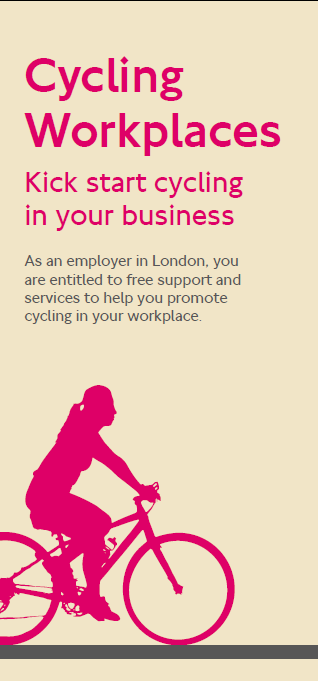 Cycling
Workplaces
Kick start cycling
in your business
As an employer in London, you
are entitled to free support and
services to help you promote
cycling in your workplace.